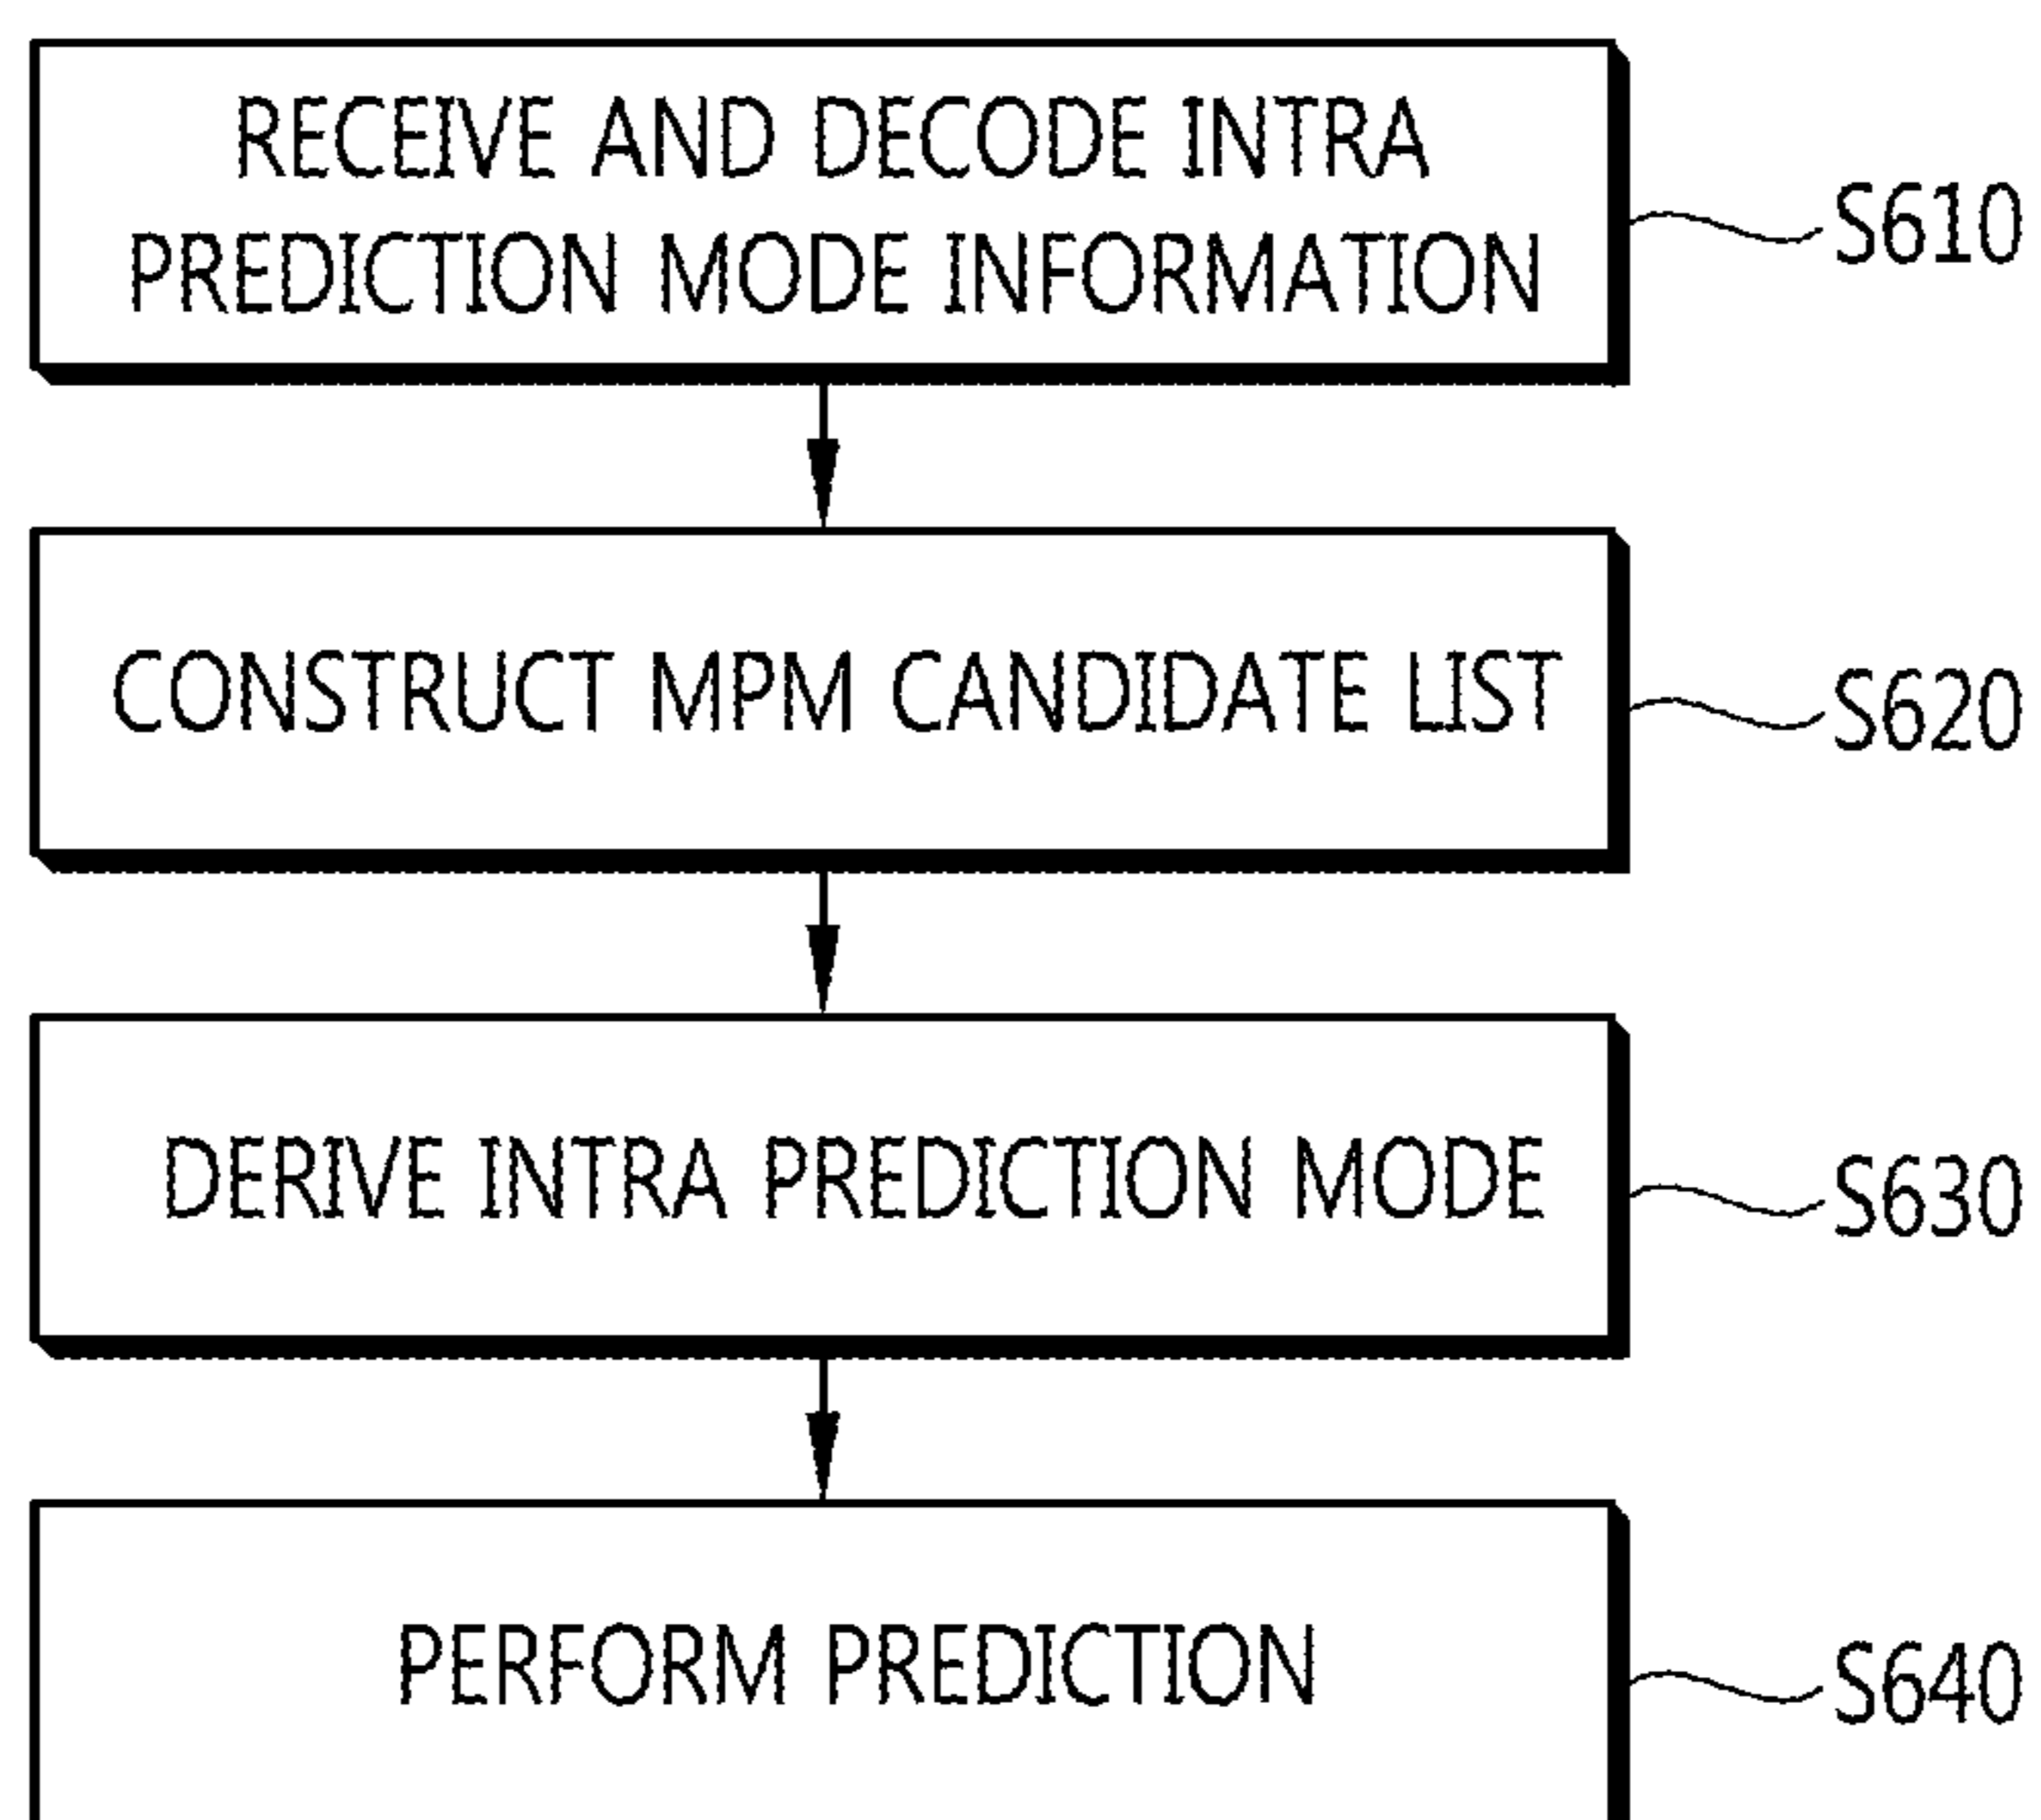 RECEIVE AND DECODE INTRA
PREDICTION MODE INFORMATION
S610
CONSTRUCT MPM CANDIDATE LIST
S620
DERIVE INTRA PREDICTION MODE
S630
PERFORM PREDICTION
S640